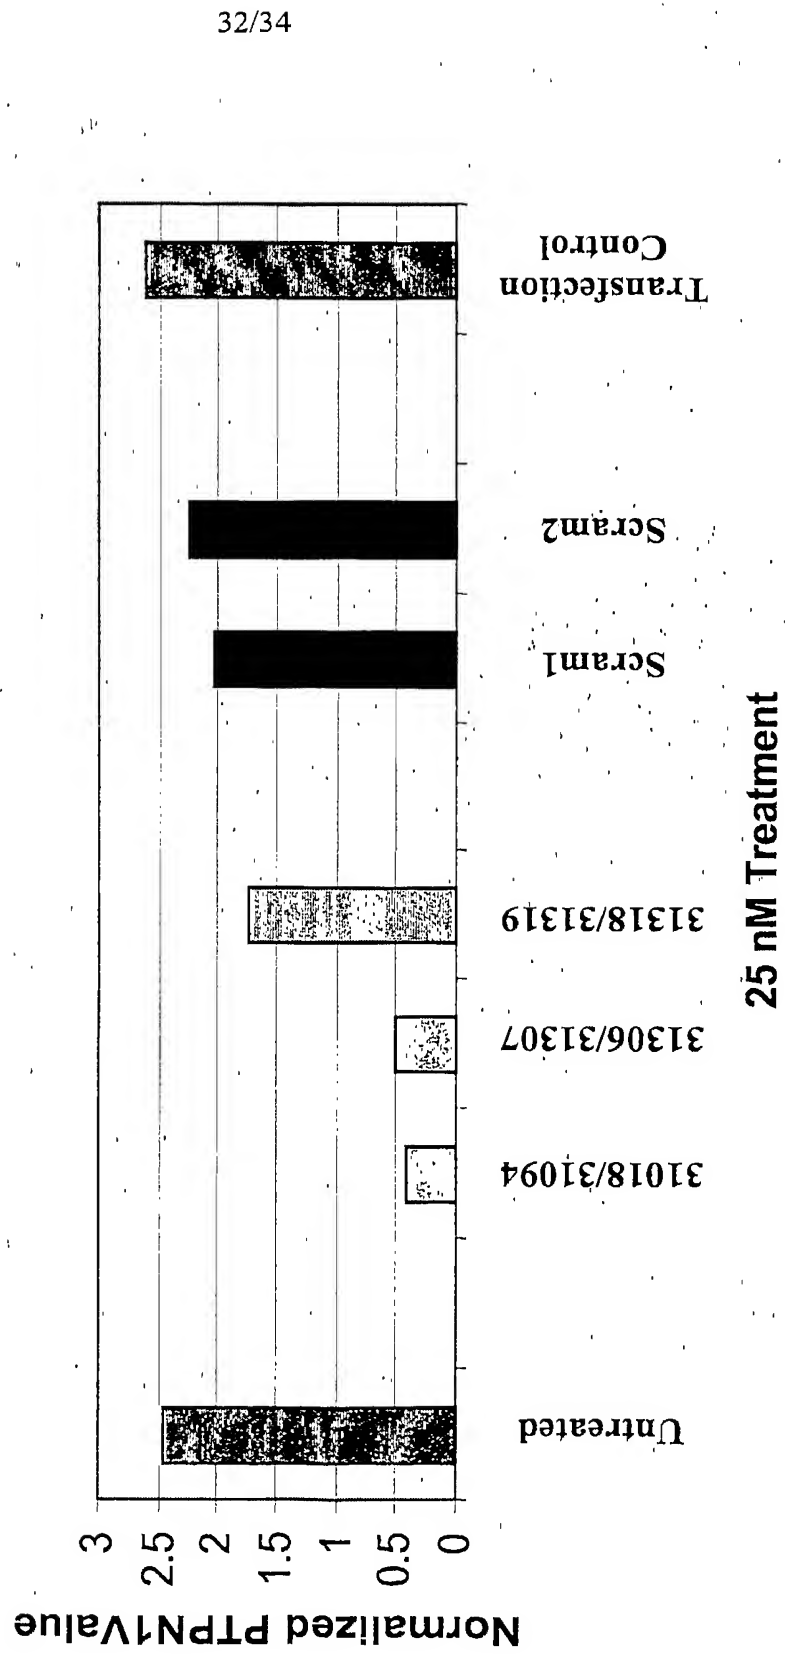 32/34
Normalized PTPN1Value
3
2.5
2
1.5
1
0.5
0
Untreated
31018/31094
31306/31307
31318/31319
Scram1
Scram2
Transfection
Control
25 nM Treatment